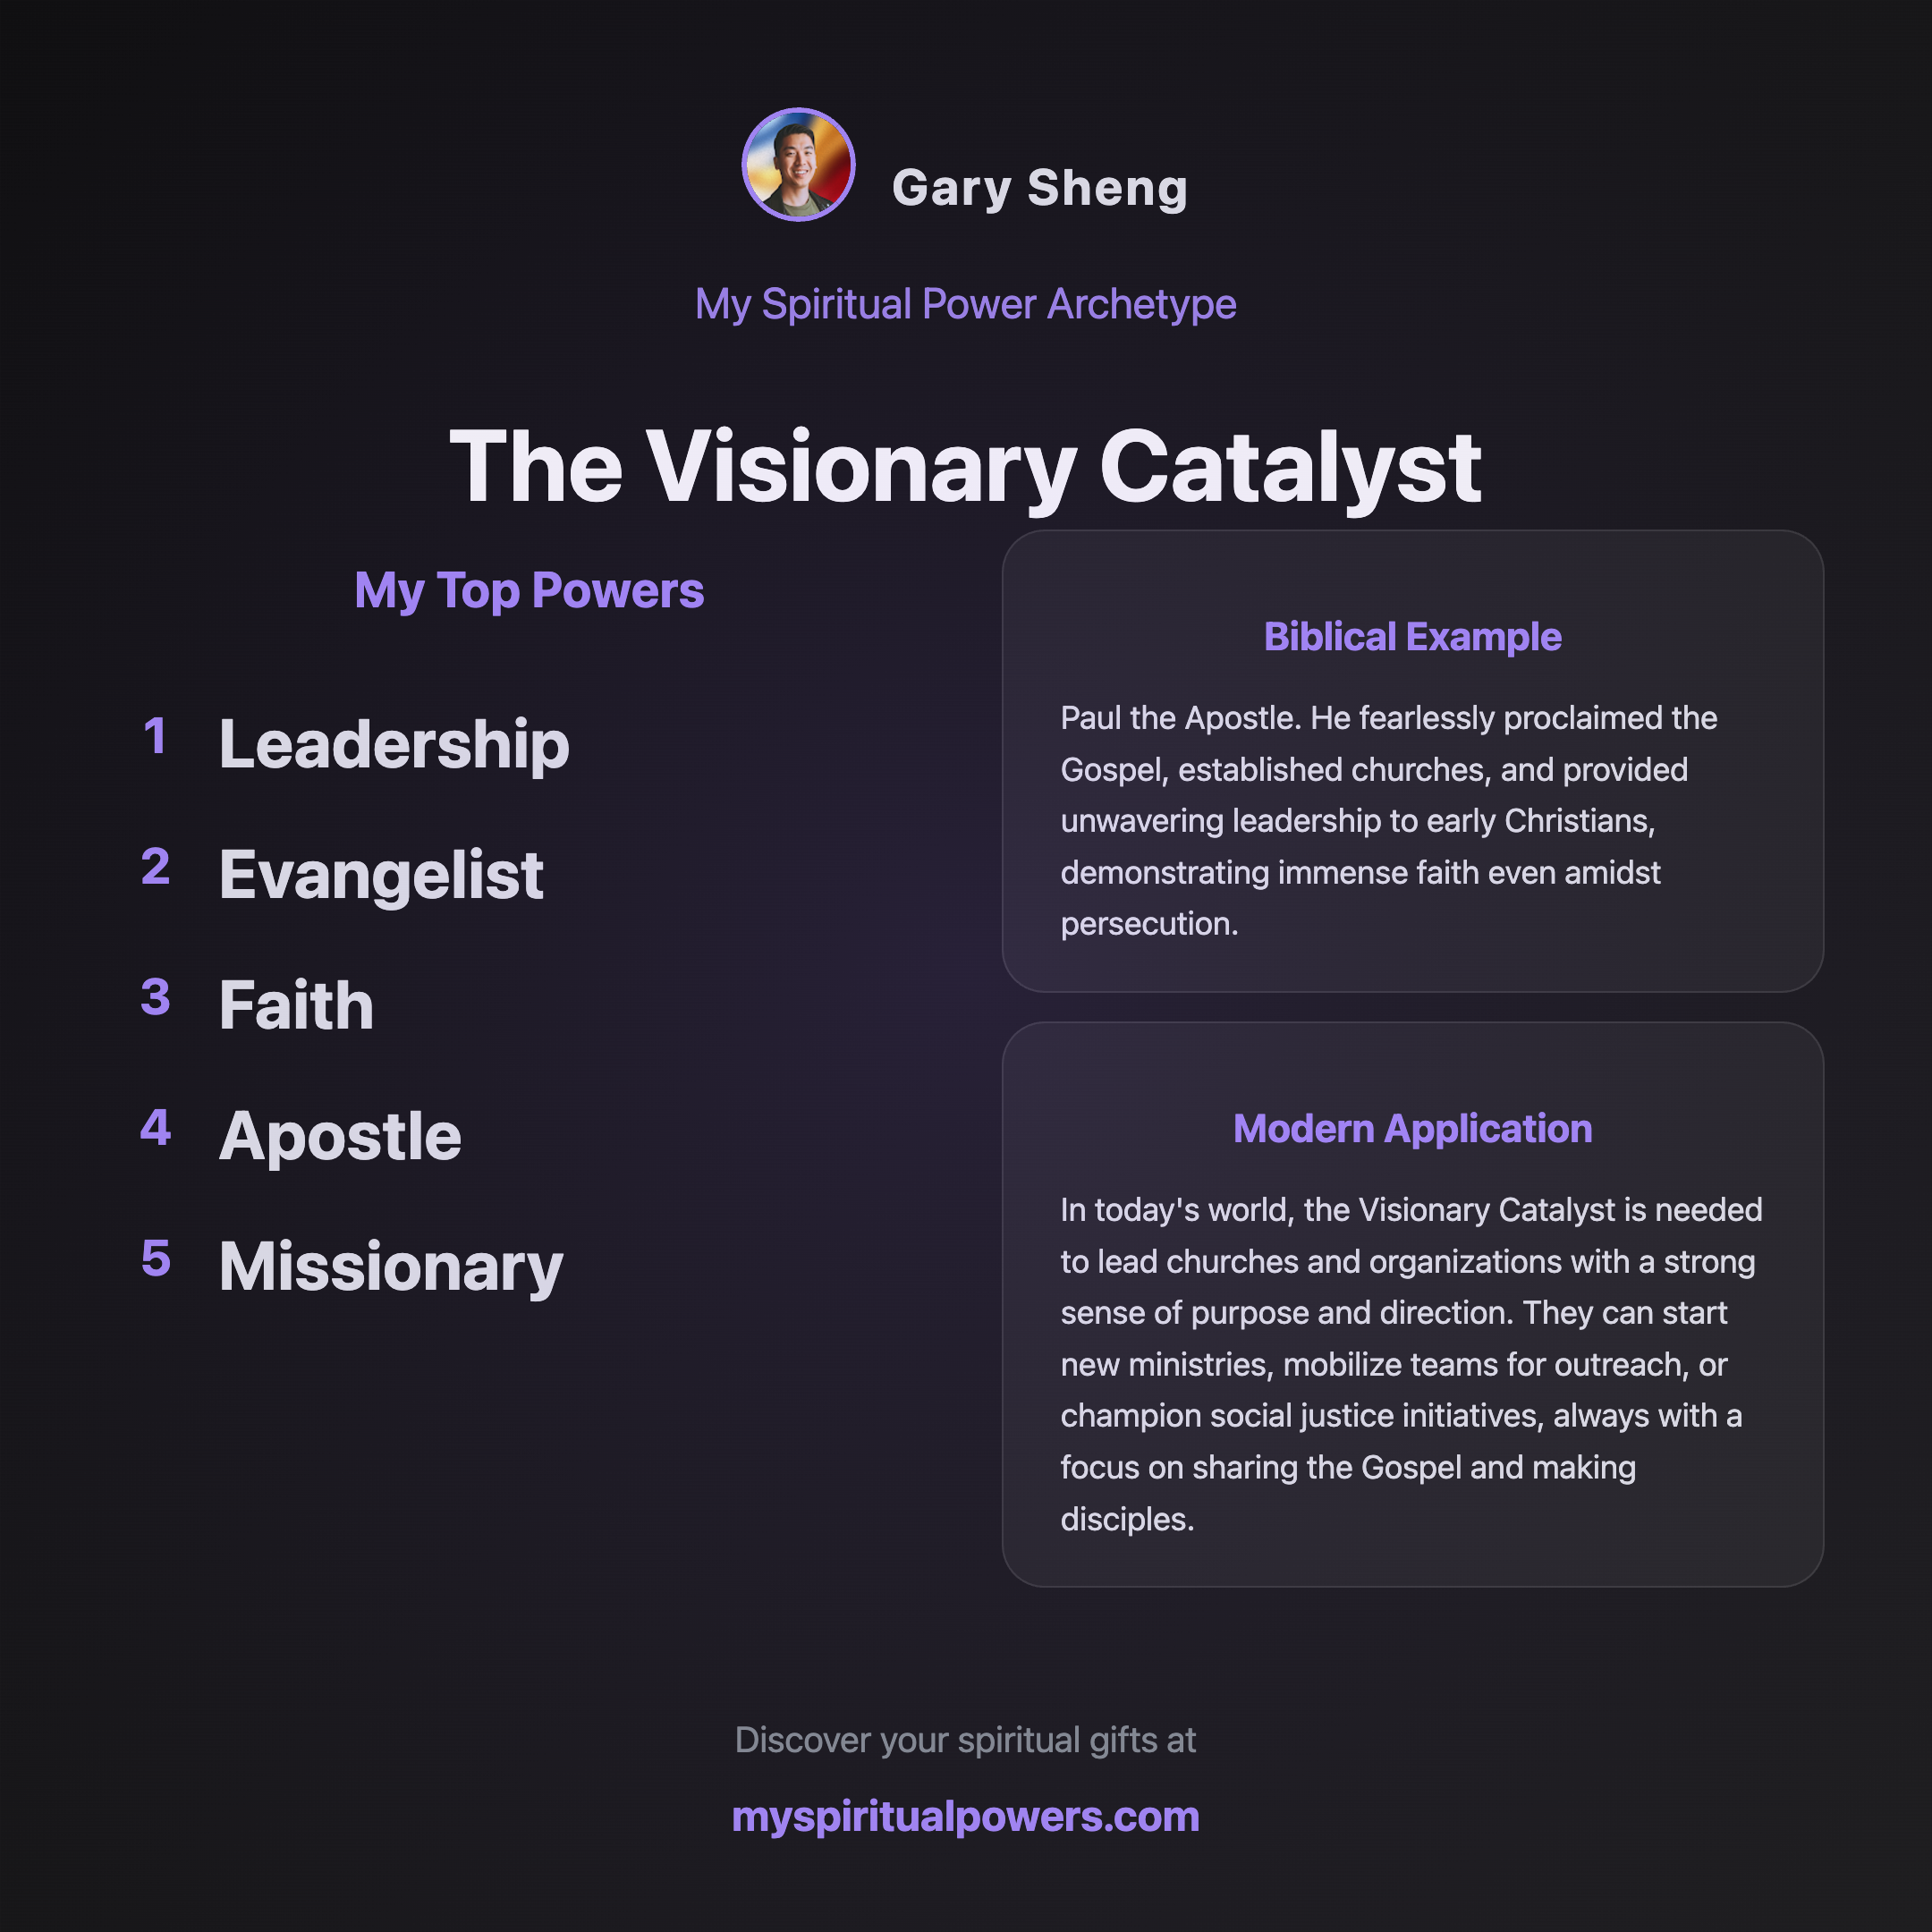 Gary Sheng
My Spiritual Power Archetype
The Visionary Catalyst
My Top Powers
1 Leadership
2 Evangelist
3 Faith
4 Apostle
5 Missionary
Biblical Example
Paul the Apostle. He fearlessly proclaimed the
Gospel, established churches, and provided
unwavering leadership to early Christians,
demonstrating immense faith even amidst
persecution.
Modern Application
In today's world, the Visionary Catalyst is needed
to lead churches and organizations with a strong
sense of purpose and direction. They can start
new ministries, mobilize teams for outreach, or
champion social justice initiatives, always with a
focus on sharing the Gospel and making
disciples.
Discover your spiritual gifts at
myspiritualpowers.com